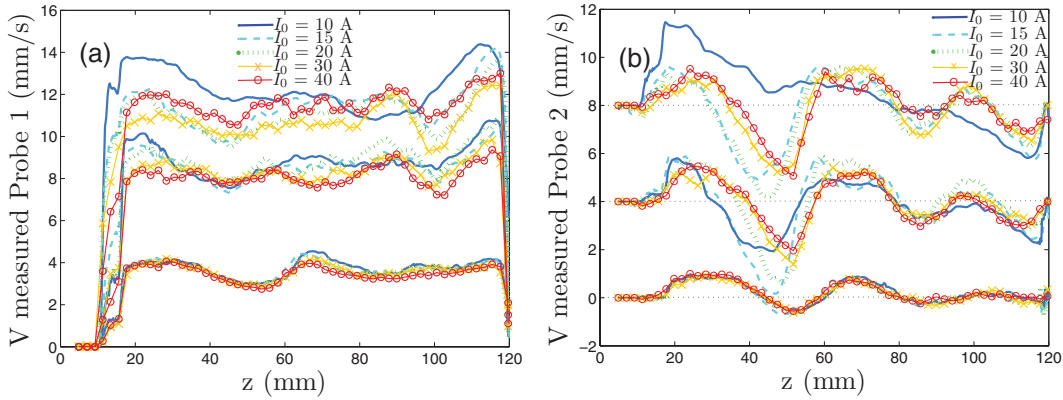 (a)
I₀ = 10 A
I₀ = 15 A
I₀ = 20 A
I₀ = 30 A
I₀ = 40 A
V measured Probe 1 (mm/s)
16
14
12
10
8
6
4
2
0
0 20 40 60 80 100 120
z (mm)
(b)
I₀ = 10 A
I₀ = 15 A
I₀ = 20 A
I₀ = 30 A
I₀ = 40 A
V measured Probe 2 (mm/s)
12
10
8
6
4
2
0
−2
0 20 40 60 80 100 120
z (mm)